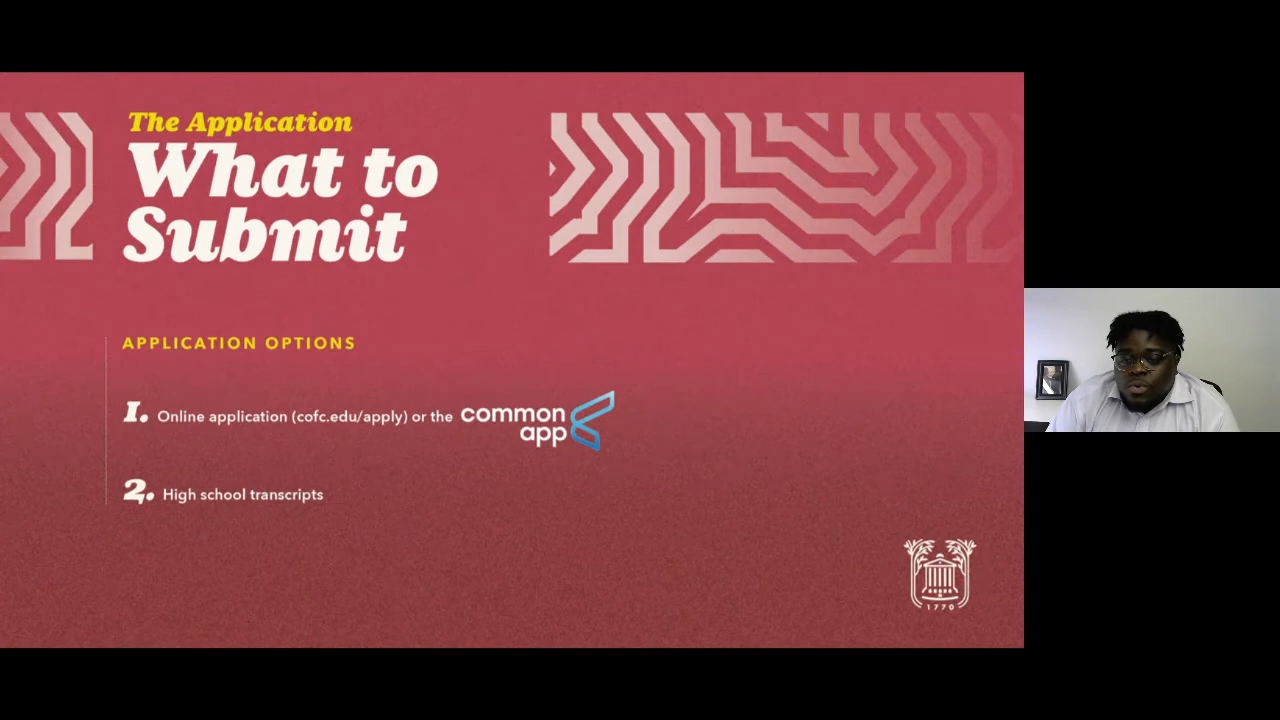 The Application
What to
Submit
APPLICATION OPTIONS
1. Online application (cofc.edu/apply) or the common app
2. High school transcripts
1770